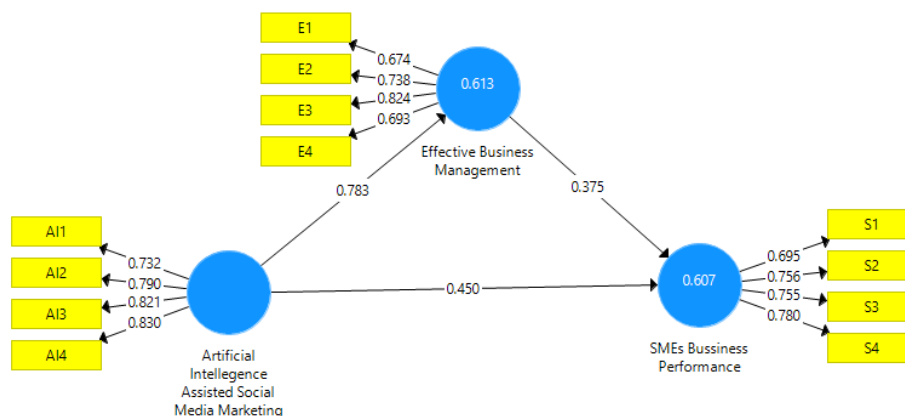 E1
E2
E3
E4
0.674
0.738
0.824
0.693
0.613
Effective Business
Management
0.783
0.375
AI1
AI2
AI3
AI4
0.732
0.790
0.821
0.830
Artificial
Intellegence
Assisted Social
Media Marketing
0.450
0.607
SMEs Bussiness
Performance
0.695
0.756
0.755
0.780
S1
S2
S3
S4